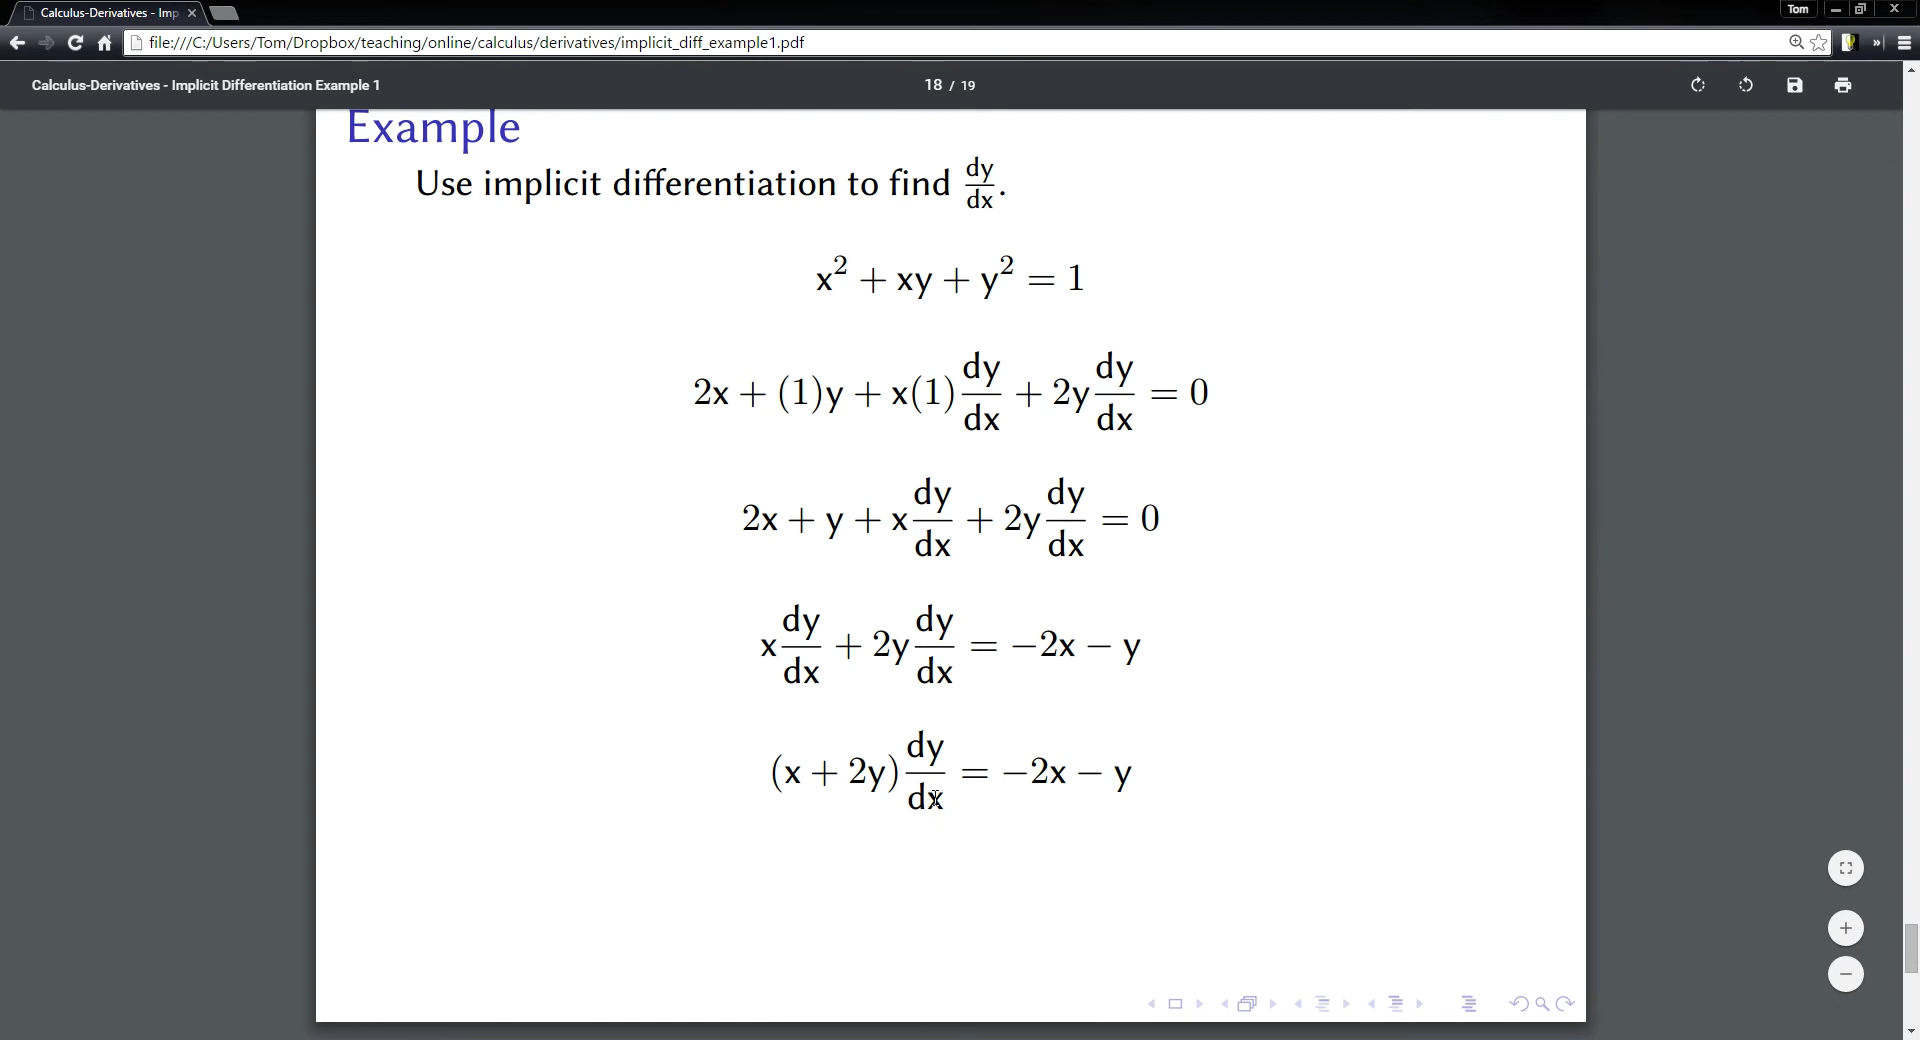 Calculus-Derivatives - Imp
Tom
file:///C:/Users/Tom/Dropbox/teaching/online/calculus/derivatives/implicit_diff_example1.pdf
Calculus-Derivatives - Implicit Differentiation Example 1
18 / 19
Example
Use implicit differentiation to find dy/dx.
x² + xy + y² = 1
2x + (1)y + x(1) dy/dx + 2y dy/dx = 0
2x + y + x dy/dx + 2y dy/dx = 0
x dy/dx + 2y dy/dx = −2x − y
(x + 2y) dy/dx = −2x − y